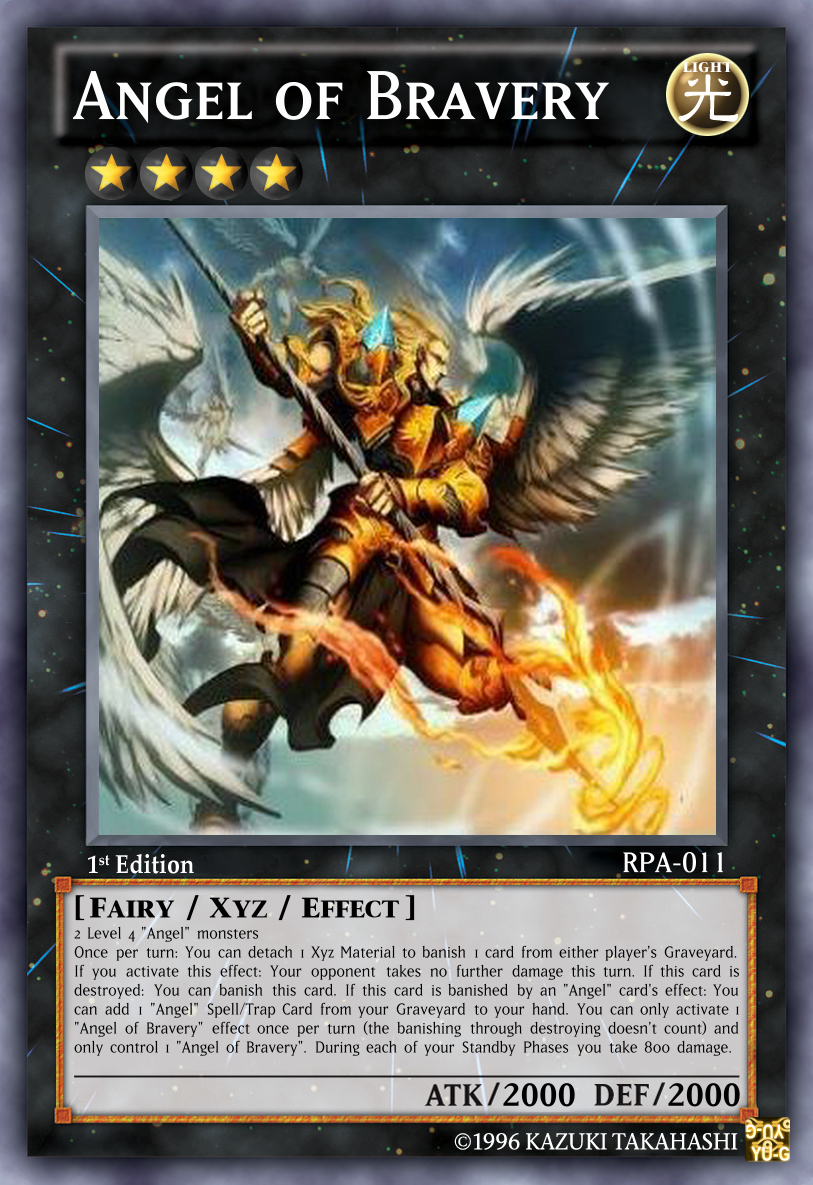 ANGEL OF BRAVERY
LIGHT
光
1st Edition
RPA-011
[ FAIRY / XYZ / EFFECT ]
2 Level 4 "Angel" monsters
Once per turn: You can detach 1 Xyz Material to banish 1 card from either player's Graveyard.
If you activate this effect: Your opponent takes no further damage this turn. If this card is
destroyed: You can banish this card. If this card is banished by an "Angel" card's effect: You
can add 1 "Angel" Spell/Trap Card from your Graveyard to your hand. You can only activate 1
"Angel of Bravery" effect once per turn (the banishing through destroying doesn't count) and
only control 1 "Angel of Bravery". During each of your Standby Phases you take 800 damage.
ATK/2000 DEF/2000
©1996 KAZUKI TAKAHASHI